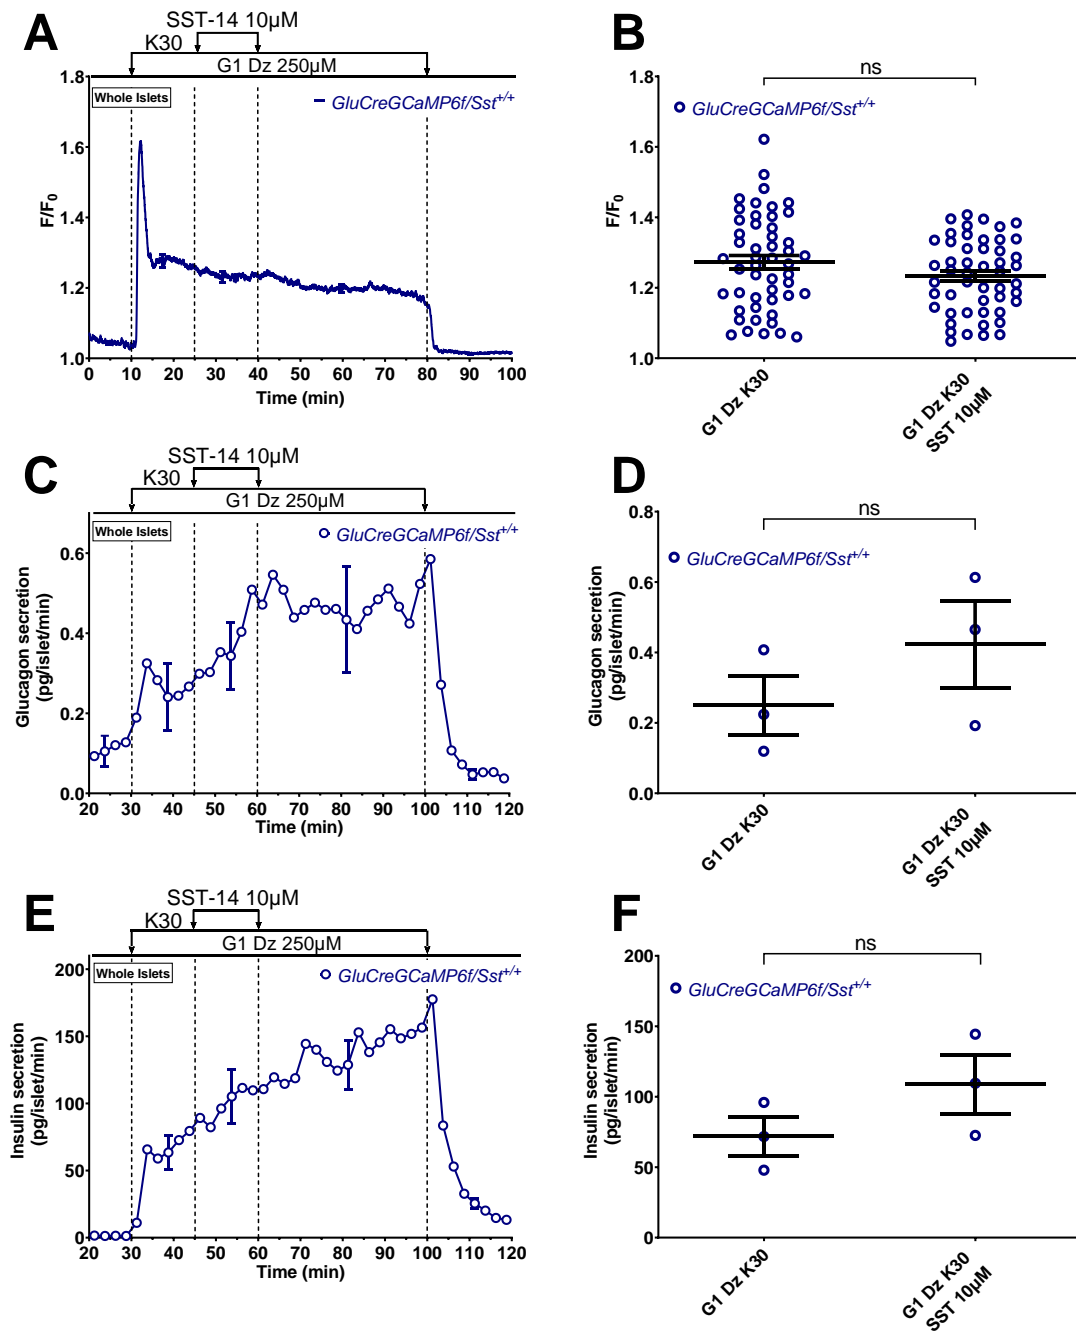 A
SST-14 10µM
K30
G1 Dz 250µM
Whole Islets
GluCreGCaMP6f/Sst+/+
F/F0
1.8
1.6
1.4
1.2
1.0
0 10 20 30 40 50 60 70 80 90 100
Time (min)
B
ns
GluCreGCaMP6f/Sst+/+
F/F0
1.8
1.6
1.4
1.2
1.0
G1 Dz K30
G1 Dz K30
SST 10µM
C
SST-14 10µM
K30
G1 Dz 250µM
Whole Islets
GluCreGCaMP6f/Sst+/+
Glucagon secretion
(pg/islet/min)
0.6
0.4
0.2
0.0
20 30 40 50 60 70 80 90 100 110 120
Time (min)
D
ns
GluCreGCaMP6f/Sst+/+
Glucagon secretion
(pg/islet/min)
0.8
0.6
0.4
0.2
0.0
G1 Dz K30
G1 Dz K30
SST 10µM
E
SST-14 10µM
K30
G1 Dz 250µM
Whole Islets
GluCreGCaMP6f/Sst+/+
Insulin secretion
(pg/islet/min)
200
150
100
50
0
20 30 40 50 60 70 80 90 100 110 120
Time (min)
F
ns
GluCreGCaMP6f/Sst+/+
Insulin secretion
(pg/islet/min)
200
150
100
50
0
G1 Dz K30
G1 Dz K30
SST 10µM